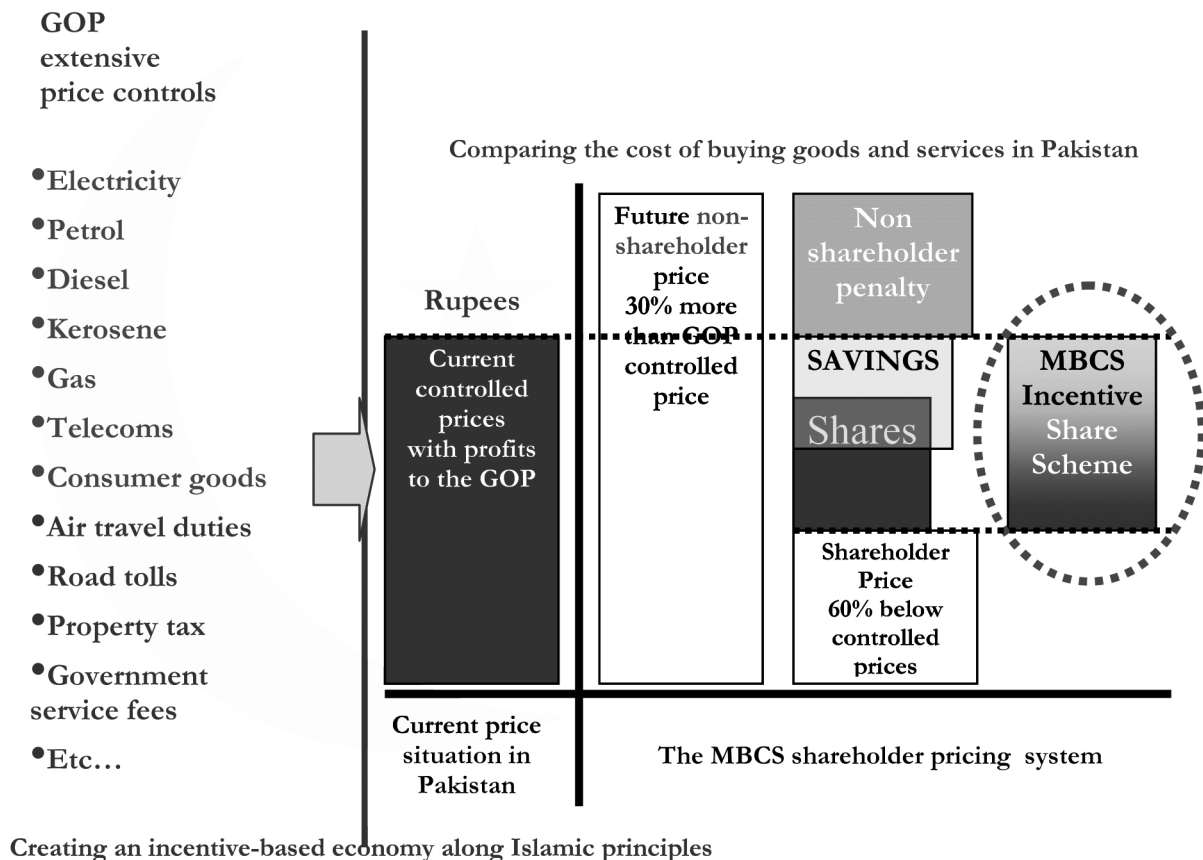 GOP
extensive
price controls
•Electricity
•Petrol
•Diesel
•Kerosene
•Gas
•Telecoms
•Consumer goods
•Air travel duties
•Road tolls
•Property tax
•Government
service fees
•Etc…
Comparing the cost of buying goods and services in Pakistan
Rupees
Current
controlled
prices
with profits
to the GOP
Future non-
shareholder
price
30% more
than GOP
controlled
price
Non
shareholder
penalty
SAVINGS
Shares
Shareholder
Price
60% below
controlled
prices
MBCS
Incentive
Share
Scheme
Current price
situation in
Pakistan
The MBCS shareholder pricing system
Creating an incentive-based economy along Islamic principles